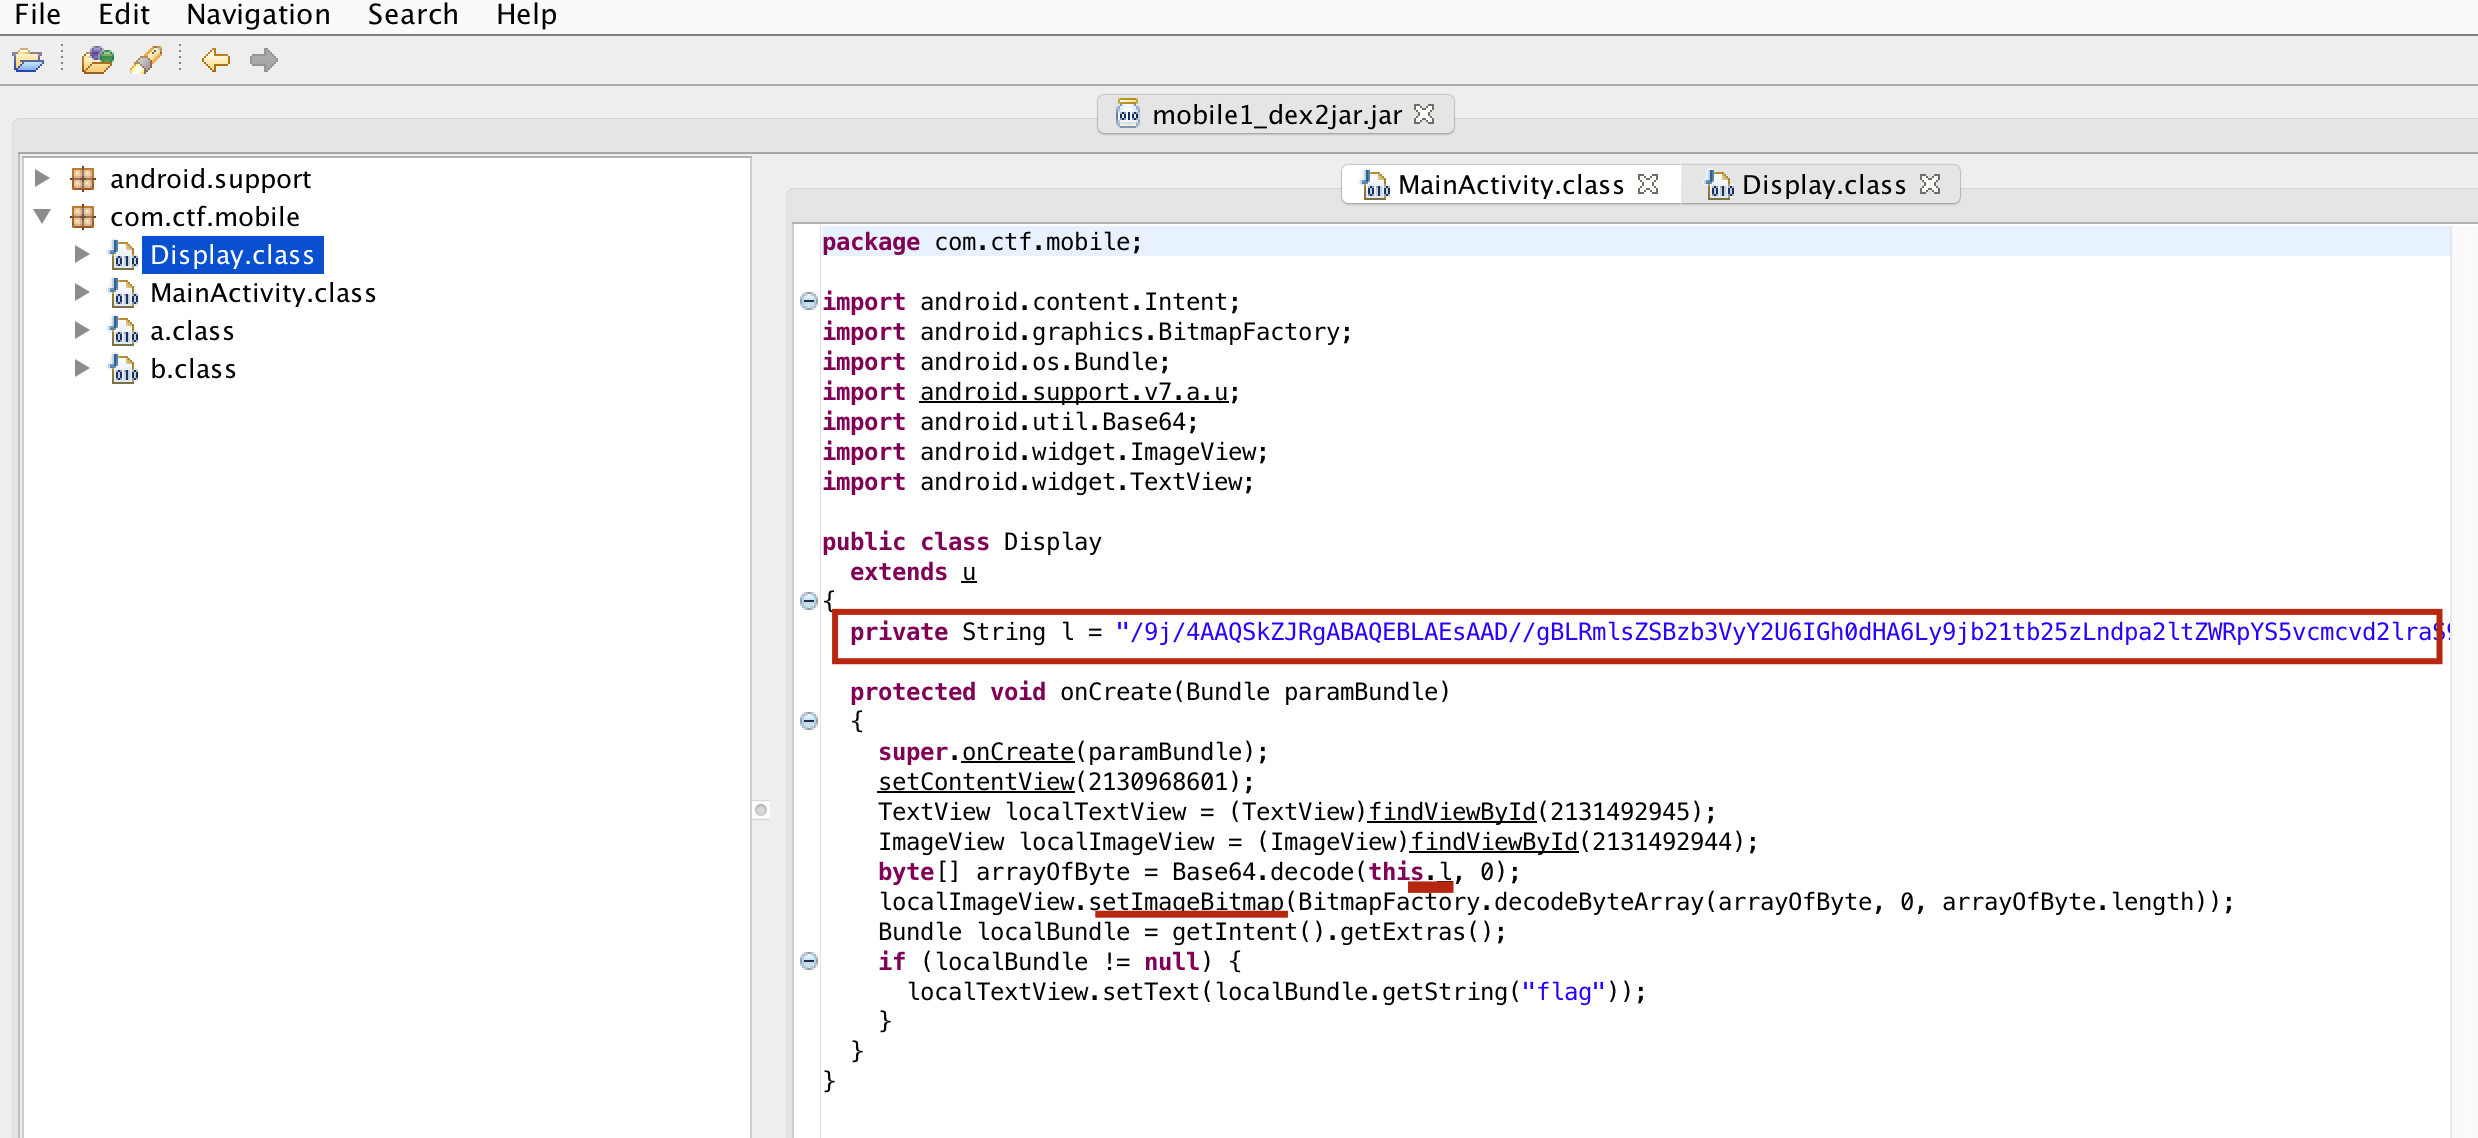 File Edit Navigation Search Help
mobile1_dex2jar.jar
android.support
com.ctf.mobile
Display.class
MainActivity.class
a.class
b.class
MainActivity.class Display.class
package com.ctf.mobile;
import android.content.Intent;
import android.graphics.BitmapFactory;
import android.os.Bundle;
import android.support.v7.a.u;
import android.util.Base64;
import android.widget.ImageView;
import android.widget.TextView;
public class Display
extends u
{
private String l = "/9j/4AAQSkZJRgABAQEBLAEsAAD//gBLRmlsZSBzb3VyY2U6IGh0dHA6Ly9jb21tb25zLndpa2ltZWRpYS5vcmcvd2lraS9
protected void onCreate(Bundle paramBundle)
{
super.onCreate(paramBundle);
setContentView(2130968601);
TextView localTextView = (TextView)findViewById(2131492945);
ImageView localImageView = (ImageView)findViewById(2131492944);
byte[] arrayOfByte = Base64.decode(this.l, 0);
localImageView.setImageBitmap(BitmapFactory.decodeByteArray(arrayOfByte, 0, arrayOfByte.length));
Bundle localBundle = getIntent().getExtras();
if (localBundle != null) {
localTextView.setText(localBundle.getString("flag"));
}
}
}